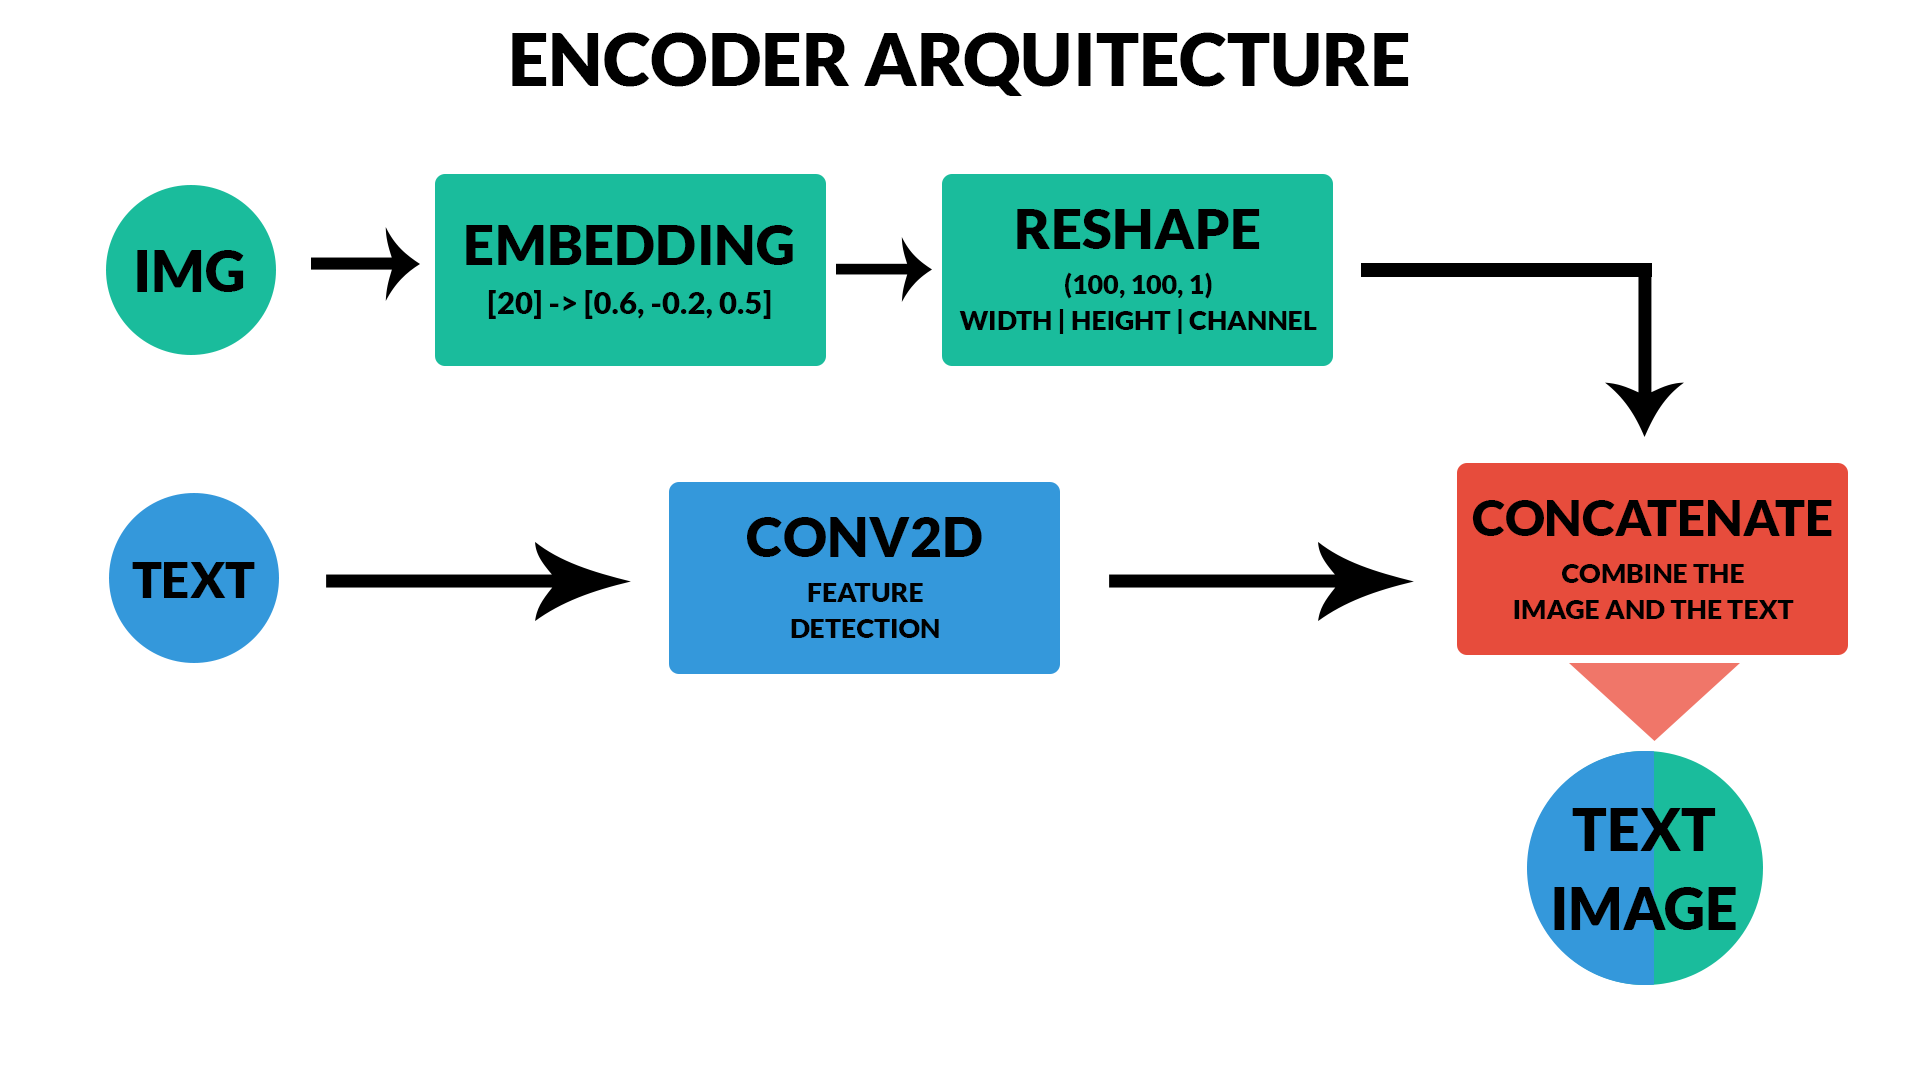 ENCODER ARQUITECTURE
IMG
EMBEDDING
[20] -> [0.6, -0.2, 0.5]
RESHAPE
(100, 100, 1)
WIDTH | HEIGHT | CHANNEL
TEXT
CONV2D
FEATURE
DETECTION
CONCATENATE
COMBINE THE
IMAGE AND THE TEXT
TEXT
IMAGE